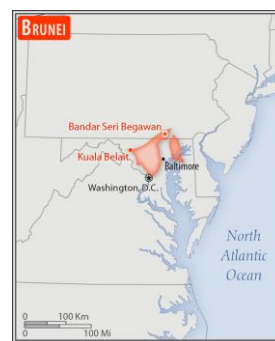 BRUNEI
Bandar Seri Begawan
Kuala Belait
Baltimore
Washington, D.C.
North
Atlantic
Ocean
0 100 Km
0 100 Mi